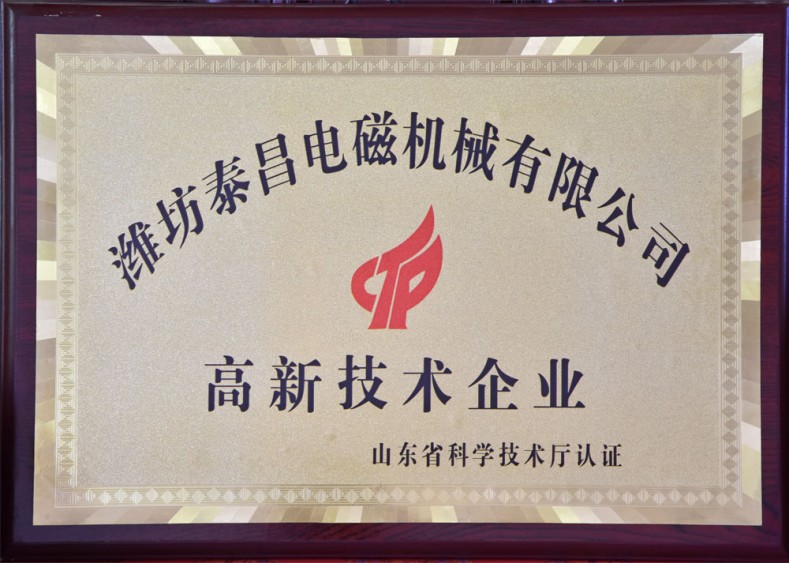 潍坊泰昌电磁机械有限公司
CTP
高新技术企业
山东省科学技术厅认证